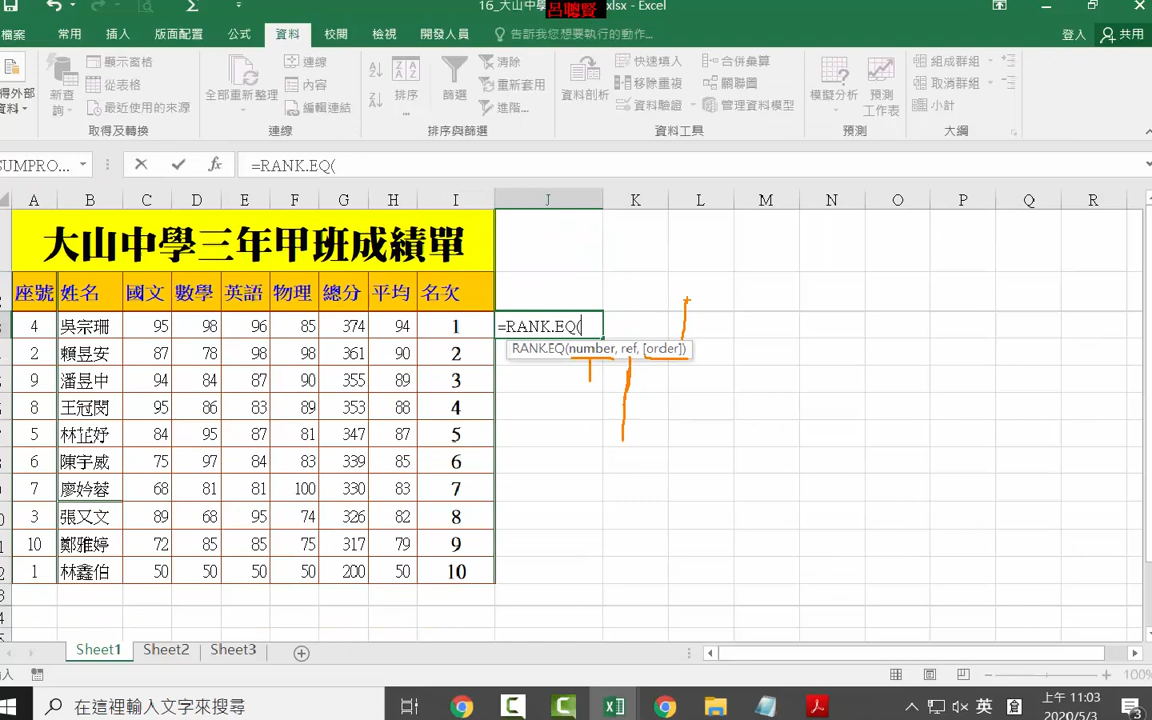 16_大山中學 呂聰賢 xlsx - Excel
檔案 常用 插入 版面配置 公式 資料 校閱 檢視 開發人員 告訴我您想要執行的動作... 登入 共用
得外部資料 新查詢 顯示窗格 從表格 最近使用的來源 全部重新整理 連線 內容 編輯連結 排序... 篩選 清除 重新套用 進階... 資料剖析 快速填入 移除重複 資料驗證 合併彙算 關聯圖 管理資料模型 模擬分析 預測工作表 組成群組 取消群組 小計
取得及轉換 連線 排序與篩選 資料工具 預測 大綱
SUMPRO... fx =RANK.EQ(
A B C D E F G H I J K L M N O P Q R
大山中學三年甲班成績單
座號 姓名 國文 數學 英語 物理 總分 平均 名次
4 吳宗珊 95 98 96 85 374 94 1 =RANK.EQ(
RANK.EQ(number, ref, [order])
2 賴昱安 87 78 98 98 361 90 2
9 潘昱中 94 84 87 90 355 89 3
8 王冠閔 95 86 83 89 353 88 4
5 林芷妤 84 95 87 81 347 87 5
6 陳宇威 75 97 84 83 339 85 6
7 廖妗蓉 68 81 81 100 330 83 7
3 張又文 89 68 95 74 326 82 8
10 鄭雅婷 72 85 85 75 317 79 9
1 林鑫伯 50 50 50 50 200 50 10
Sheet1 Sheet2 Sheet3
100%
在這裡輸入文字來搜尋 英 上午 11:03
2020/5/3
3